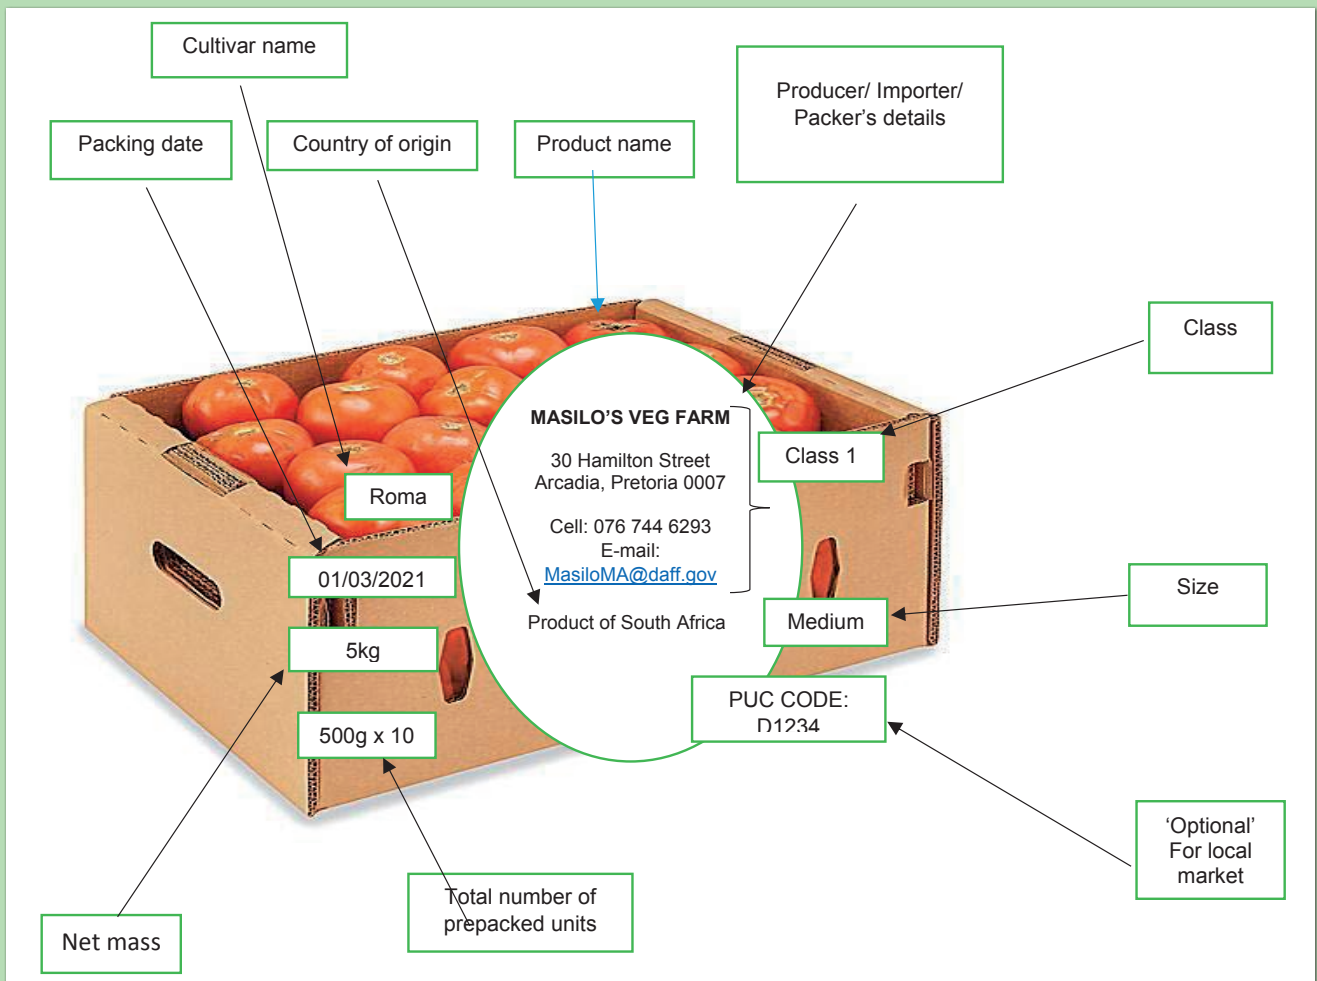 Cultivar name
Producer/ Importer/
Packer's details
Packing date
Country of origin
Product name
Class
MASILO'S VEG FARM
30 Hamilton Street
Arcadia, Pretoria 0007
Cell: 076 744 6293
E-mail:
MasiloMA@daff.gov
Product of South Africa
Class 1
Roma
01/03/2021
5kg
500g x 10
Medium
Size
PUC CODE:
D1234
'Optional'
For local
market
Total number of
prepacked units
Net mass